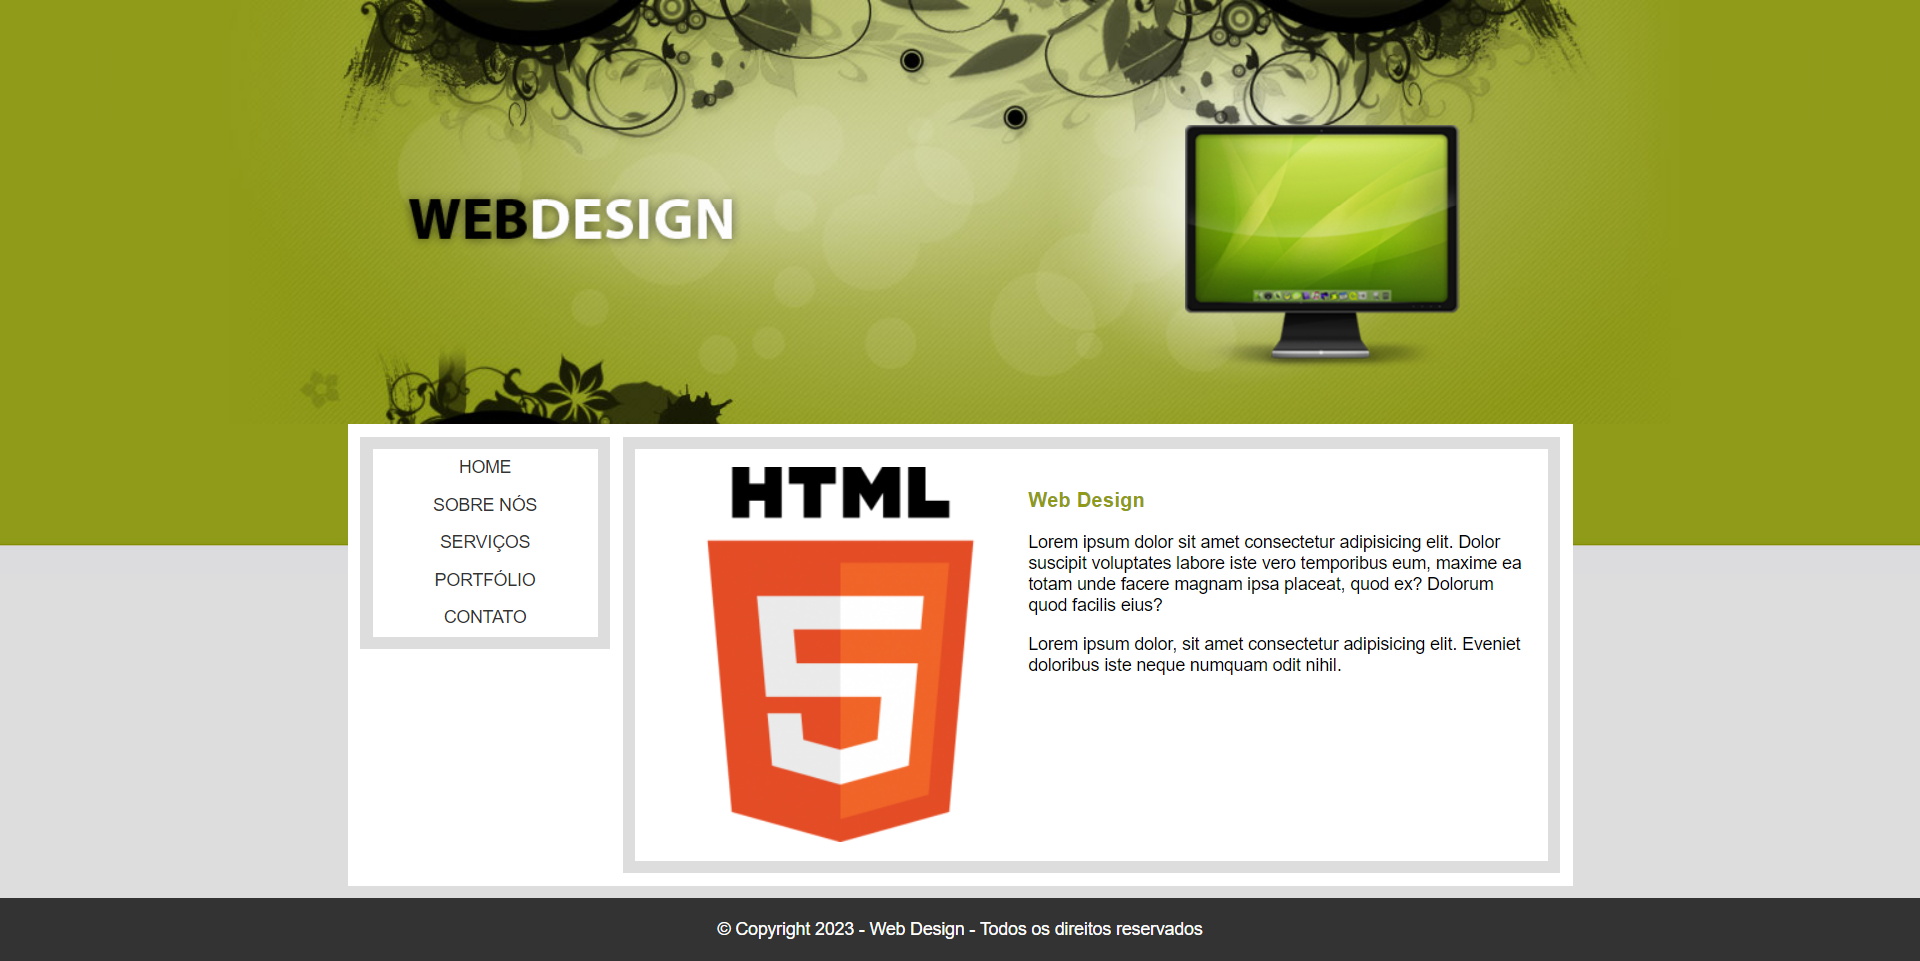 WEBDESIGN
HOME
SOBRE NÓS
SERVIÇOS
PORTFÓLIO
CONTATO
HTML
5
Web Design
Lorem ipsum dolor sit amet consectetur adipisicing elit. Dolor
suscipit voluptates labore iste vero temporibus eum, maxime ea
totam unde facere magnam ipsa placeat, quod ex? Dolorum
quod facilis eius?
Lorem ipsum dolor, sit amet consectetur adipisicing elit. Eveniet
doloribus iste neque numquam odit nihil.
© Copyright 2023 - Web Design - Todos os direitos reservados